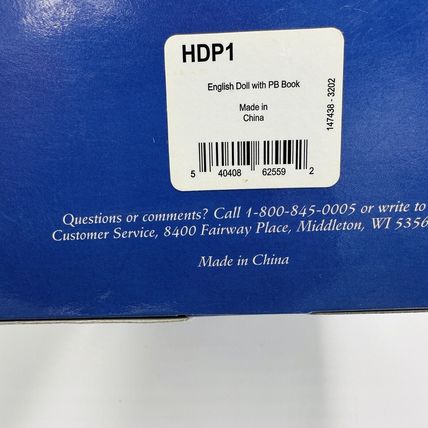 HDP1
English Doll with PB Book
Made in
China
147438 - 3202
5 40408 62559 2
Questions or comments? Call 1-800-845-0005 or write to
Customer Service, 8400 Fairway Place, Middleton, WI 5356
Made in China